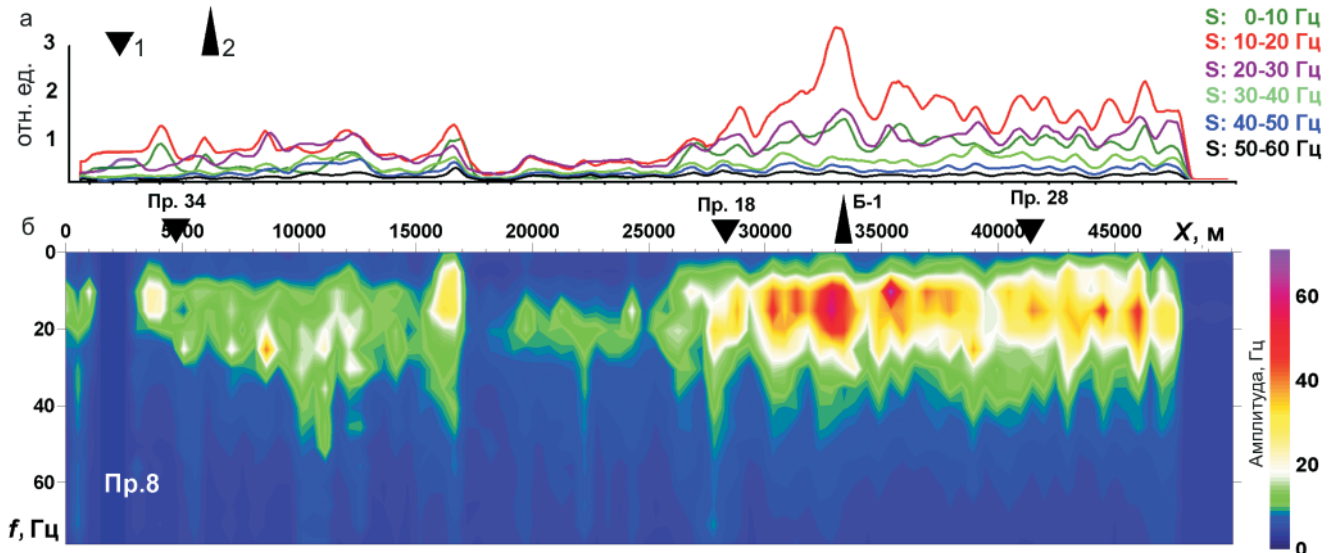 а
3
2
1
отн. ед.
1
2
S: 0-10 Гц
S: 10-20 Гц
S: 20-30 Гц
S: 30-40 Гц
S: 40-50 Гц
S: 50-60 Гц
Пр. 34
Пр. 18
Б-1
Пр. 28
б
0 5000 10000 15000 20000 25000 30000 35000 40000 45000 X, м
0
20
40
60
f, Гц
Пр.8
Амплитуда, Гц
60
40
20
0